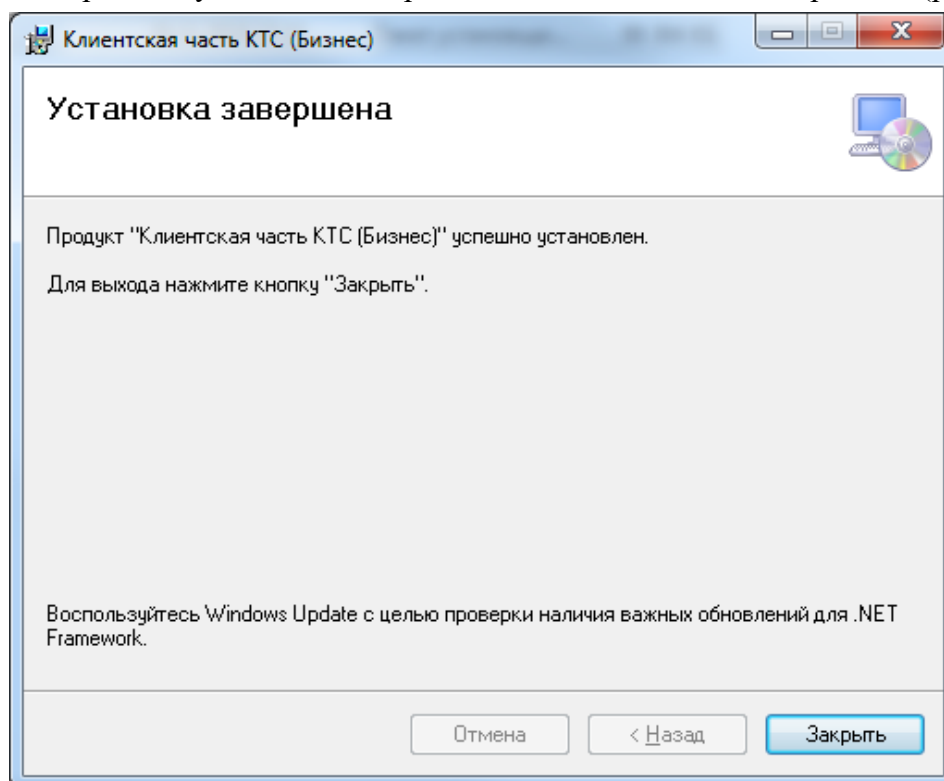 Клиентская часть КТС (Бизнес)
Установка завершена
Продукт "Клиентская часть КТС (Бизнес)" успешно установлен.
Для выхода нажмите кнопку "Закрыть".
Воспользуйтесь Windows Update с целью проверки наличия важных обновлений для .NET
Framework.
Отмена
< Назад
Закрыть